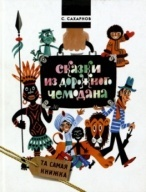 С. САХАРНОВ
Сказки
из дорожного
чемодана
ТА САМАЯ
КНИЖКА